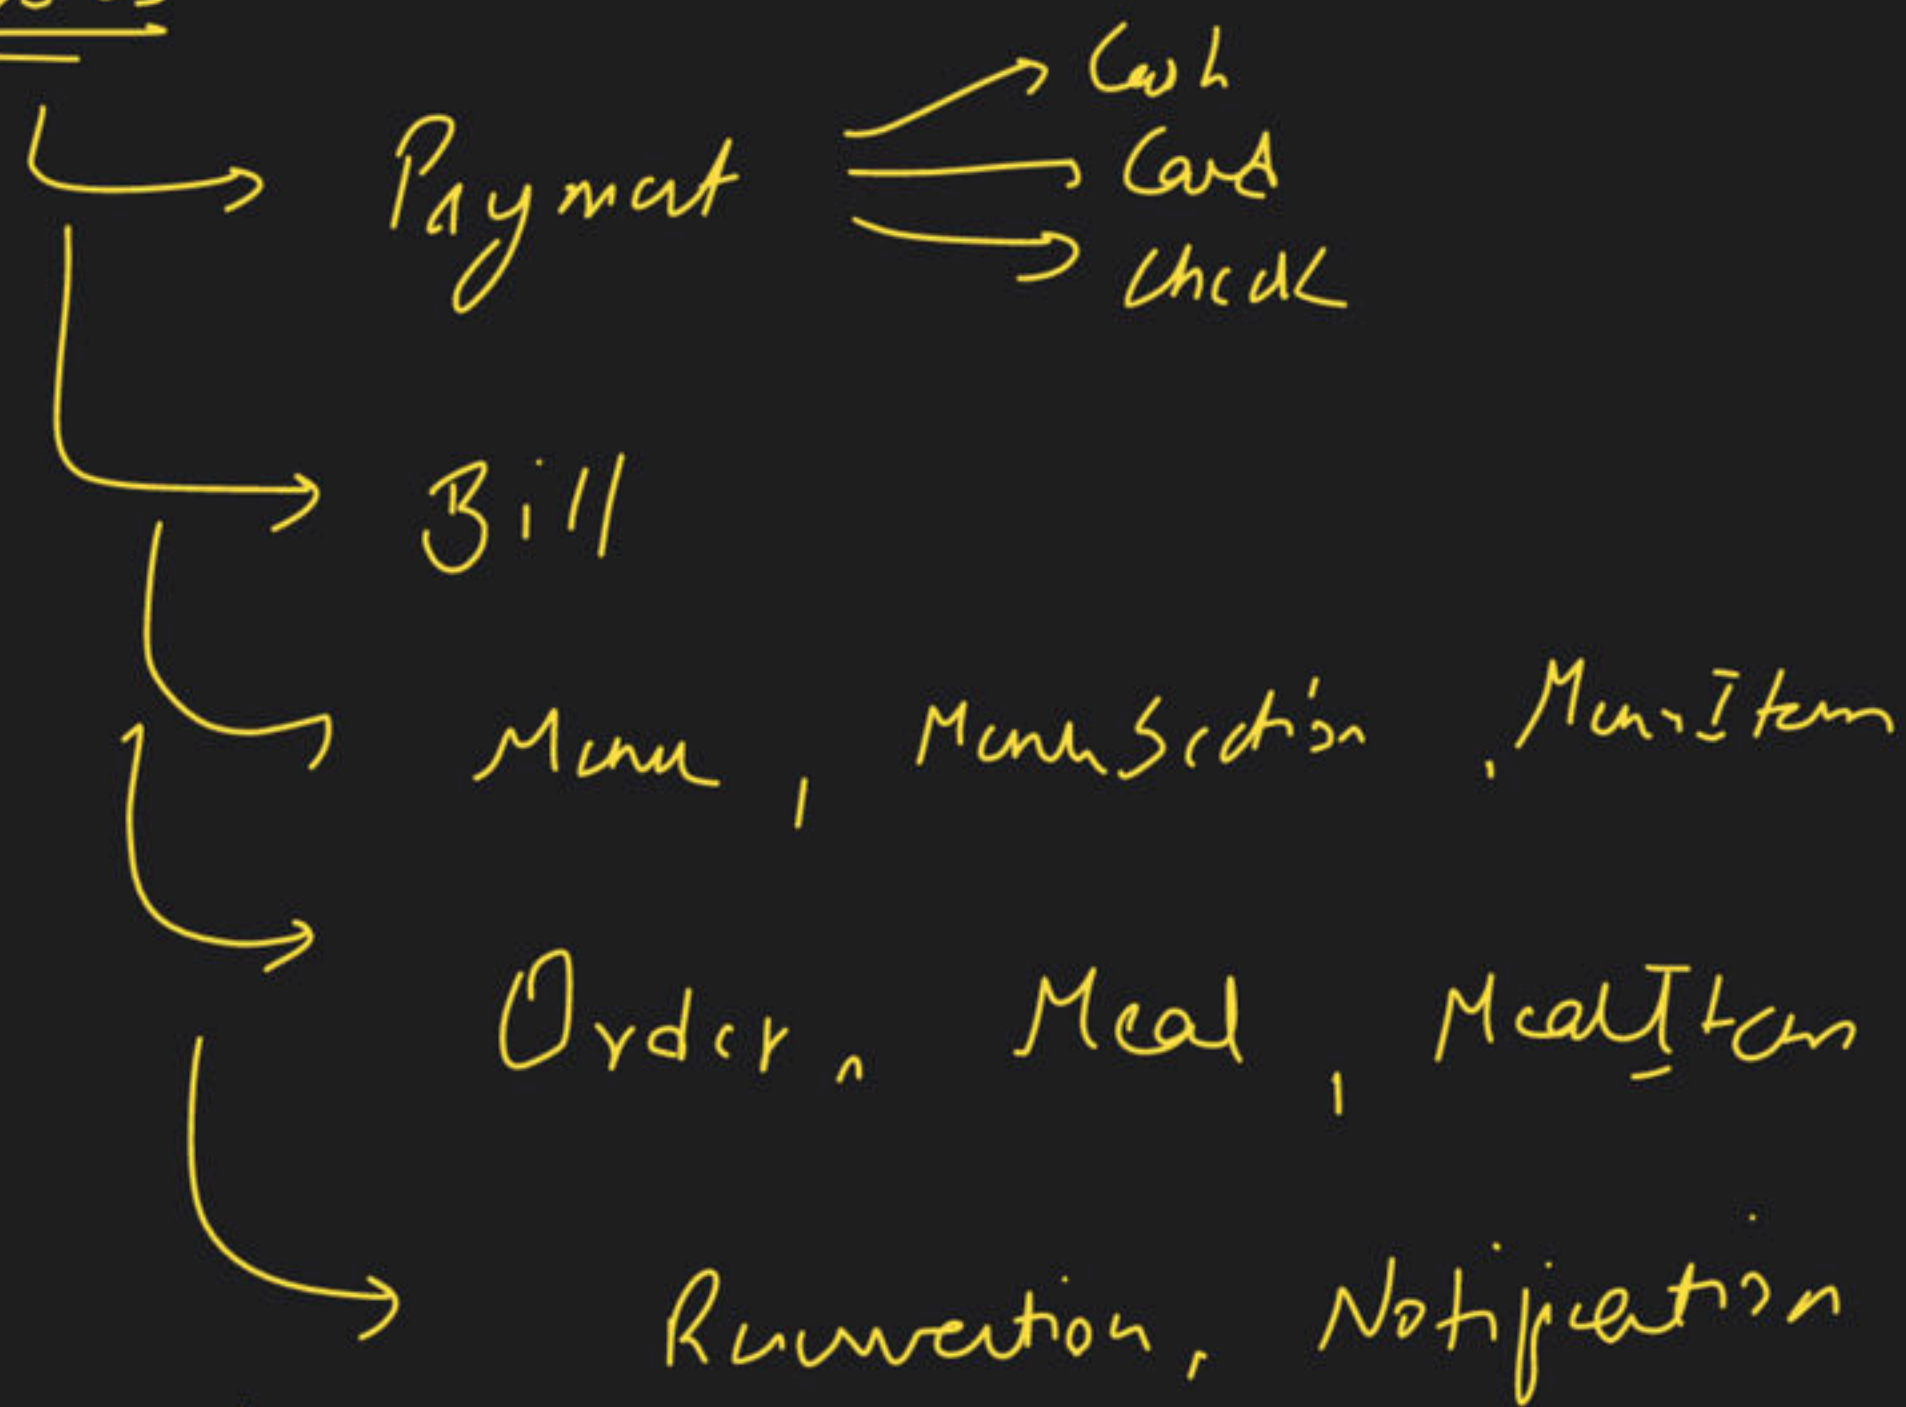 Cash
Payment Card
Check
Bill
Menu, MenuSection, MenuItem
Order, Meal, MealItem
Reservation, Notification